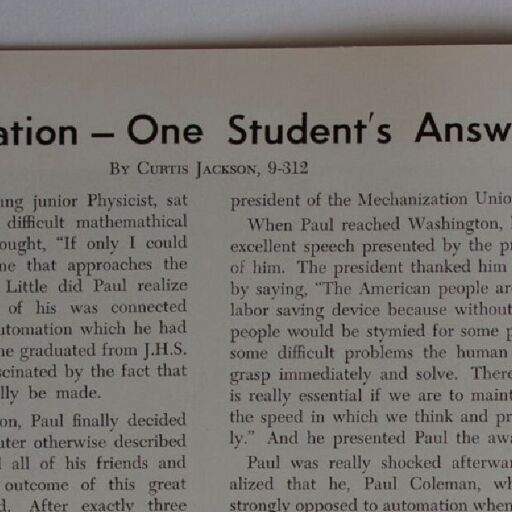 ation – One Student's Answ
By Curtis Jackson, 9-312
ung junior Physicist, sat
difficult mathemathical
ought, "If only I could
ne that approaches the
Little did Paul realize
of his was connected
utomation which he had
he graduated from J.H.S.
scinated by the fact that
lly be made.
on, Paul finally decided
uter otherwise described
all of his friends and
outcome of this great
d. After exactly three
president of the Mechanization Unio
When Paul reached Washington,
excellent speech presented by the p
of him. The president thanked him
by saying, "The American people ar
labor saving device because without
people would be stymied for some p
some difficult problems the human
grasp immediately and solve. There
is really essential if we are to maint
the speed in which we think and pr
ly." And he presented Paul the awa
Paul was really shocked afterwa
alized that he, Paul Coleman, wh
strongly opposed to automation when